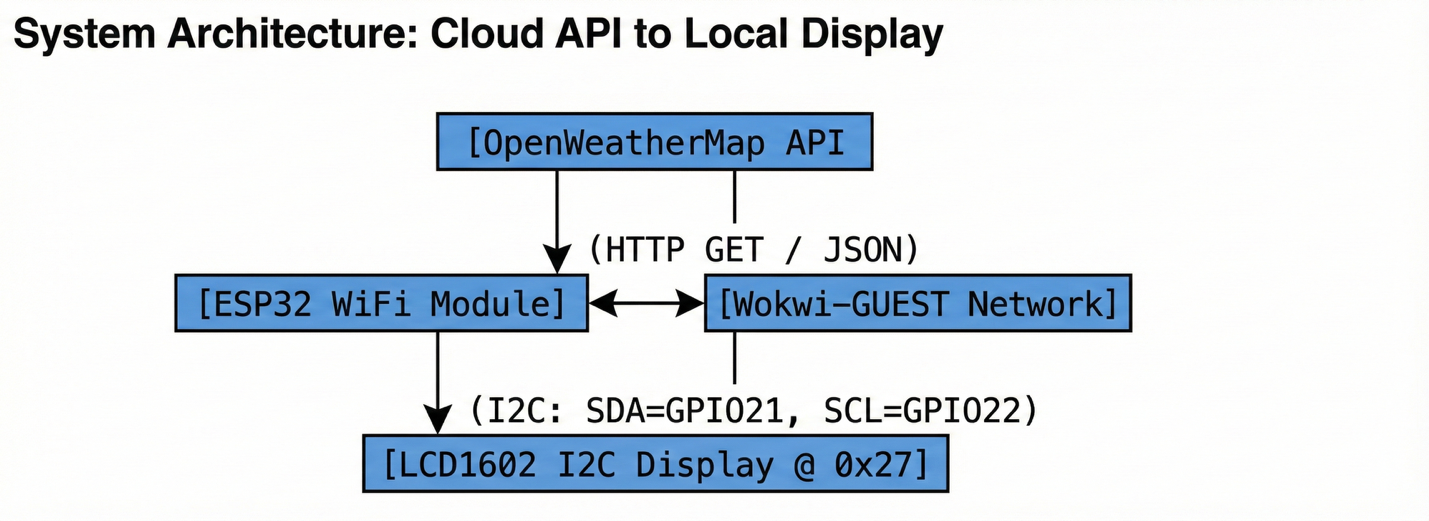 System Architecture: Cloud API to Local Display
[OpenWeatherMap API
(HTTP GET / JSON)
[ESP32 WiFi Module]
[Wokwi-GUEST Network]
(I2C: SDA=GPIO21, SCL=GPIO22)
[LCD1602 I2C Display @ 0x27]